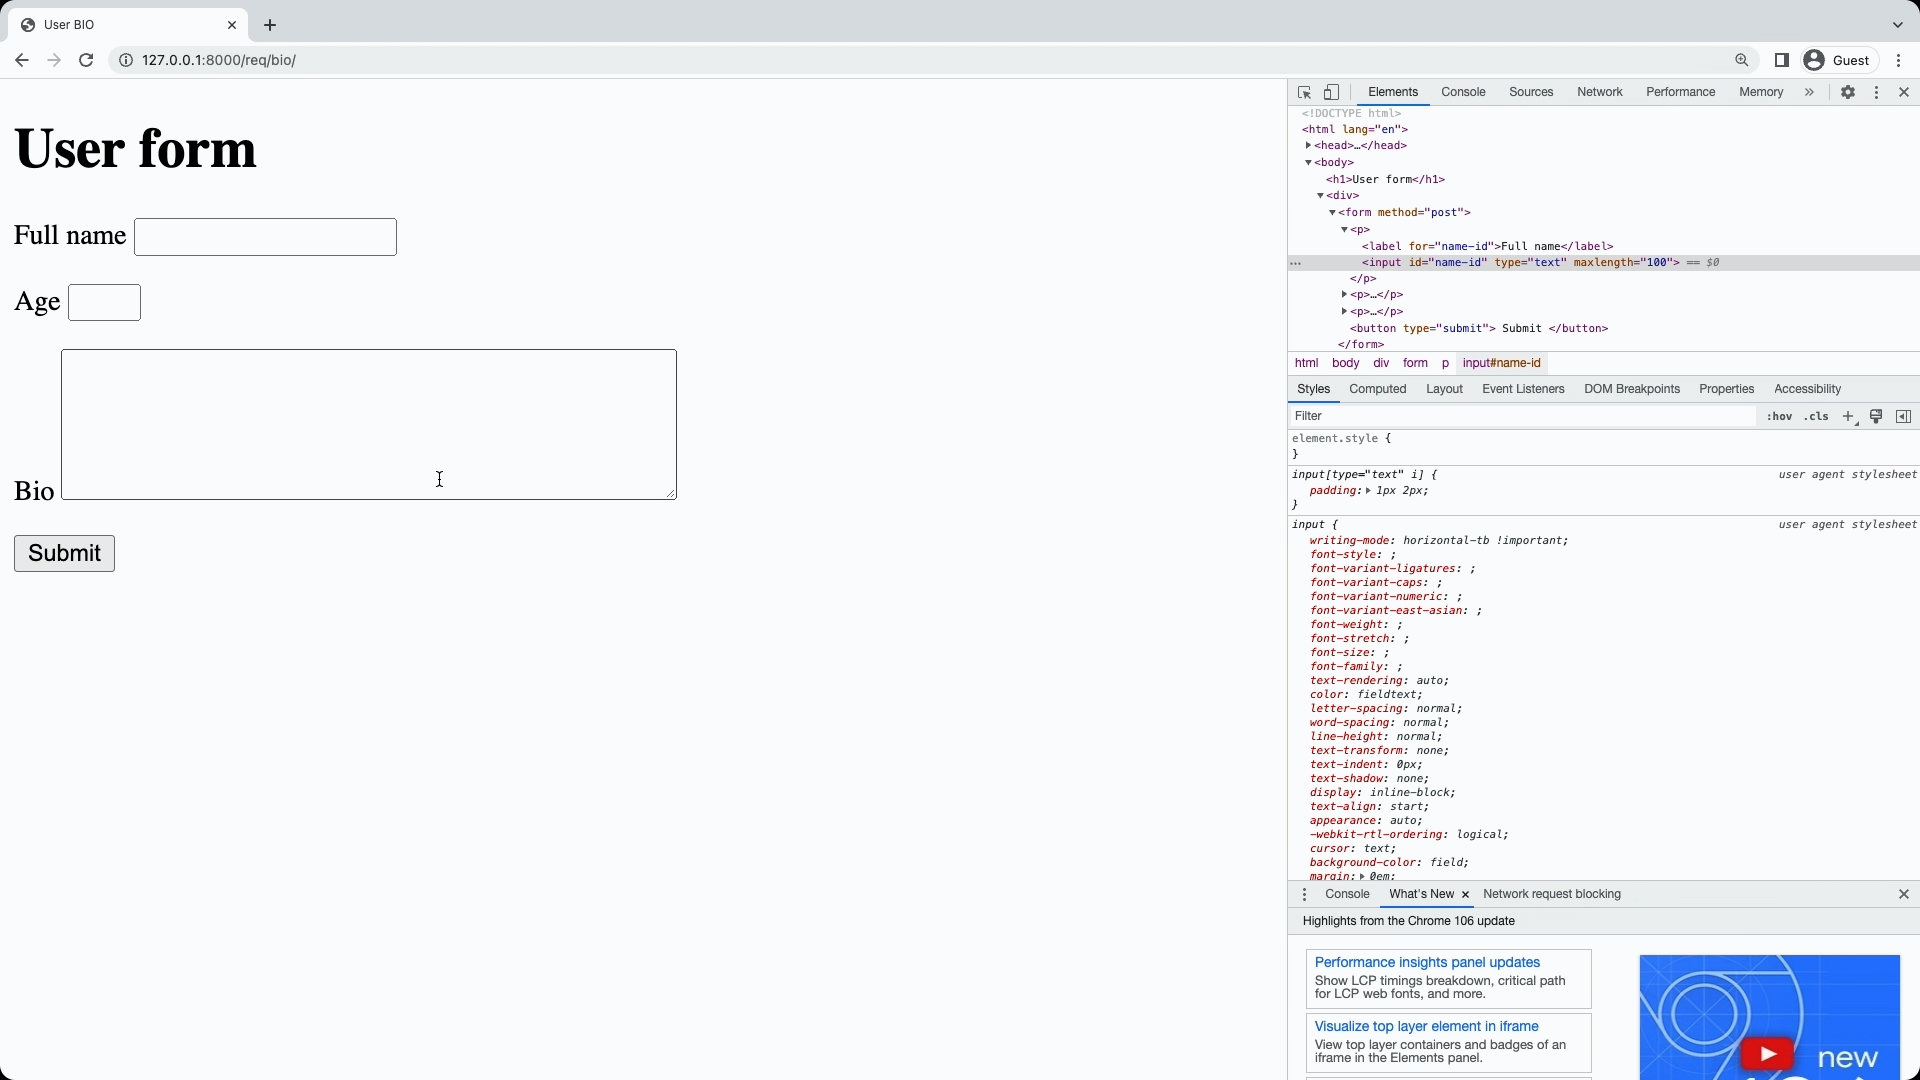 User BIO
127.0.0.1:8000/req/bio/
Guest
User form
Full name
Age
Bio
Submit
Elements Console Sources Network Performance Memory
<!DOCTYPE html>
<html lang="en">
<head>…</head>
<body>
<h1>User form</h1>
<div>
<form method="post">
<p>
<label for="name-id">Full name</label>
<input id="name-id" type="text" maxlength="100"> == $0
</p>
<p>…</p>
<p>…</p>
<button type="submit"> Submit </button>
</form>
html body div form p input#name-id
Styles Computed Layout Event Listeners DOM Breakpoints Properties Accessibility
Filter :hov .cls
element.style {
}
input[type="text" i] { user agent stylesheet
padding: 1px 2px;
}
input { user agent stylesheet
writing-mode: horizontal-tb !important;
font-style: ;
font-variant-ligatures: ;
font-variant-caps: ;
font-variant-numeric: ;
font-variant-east-asian: ;
font-weight: ;
font-stretch: ;
font-size: ;
font-family: ;
text-rendering: auto;
color: fieldtext;
letter-spacing: normal;
word-spacing: normal;
line-height: normal;
text-transform: none;
text-indent: 0px;
text-shadow: none;
display: inline-block;
text-align: start;
appearance: auto;
-webkit-rtl-ordering: logical;
cursor: text;
background-color: field;
margin: 0em;
Console What's New Network request blocking
Highlights from the Chrome 106 update
Performance insights panel updates
Show LCP timings breakdown, critical path
for LCP web fonts, and more.
Visualize top layer element in iframe
View top layer containers and badges of an
iframe in the Elements panel.
new